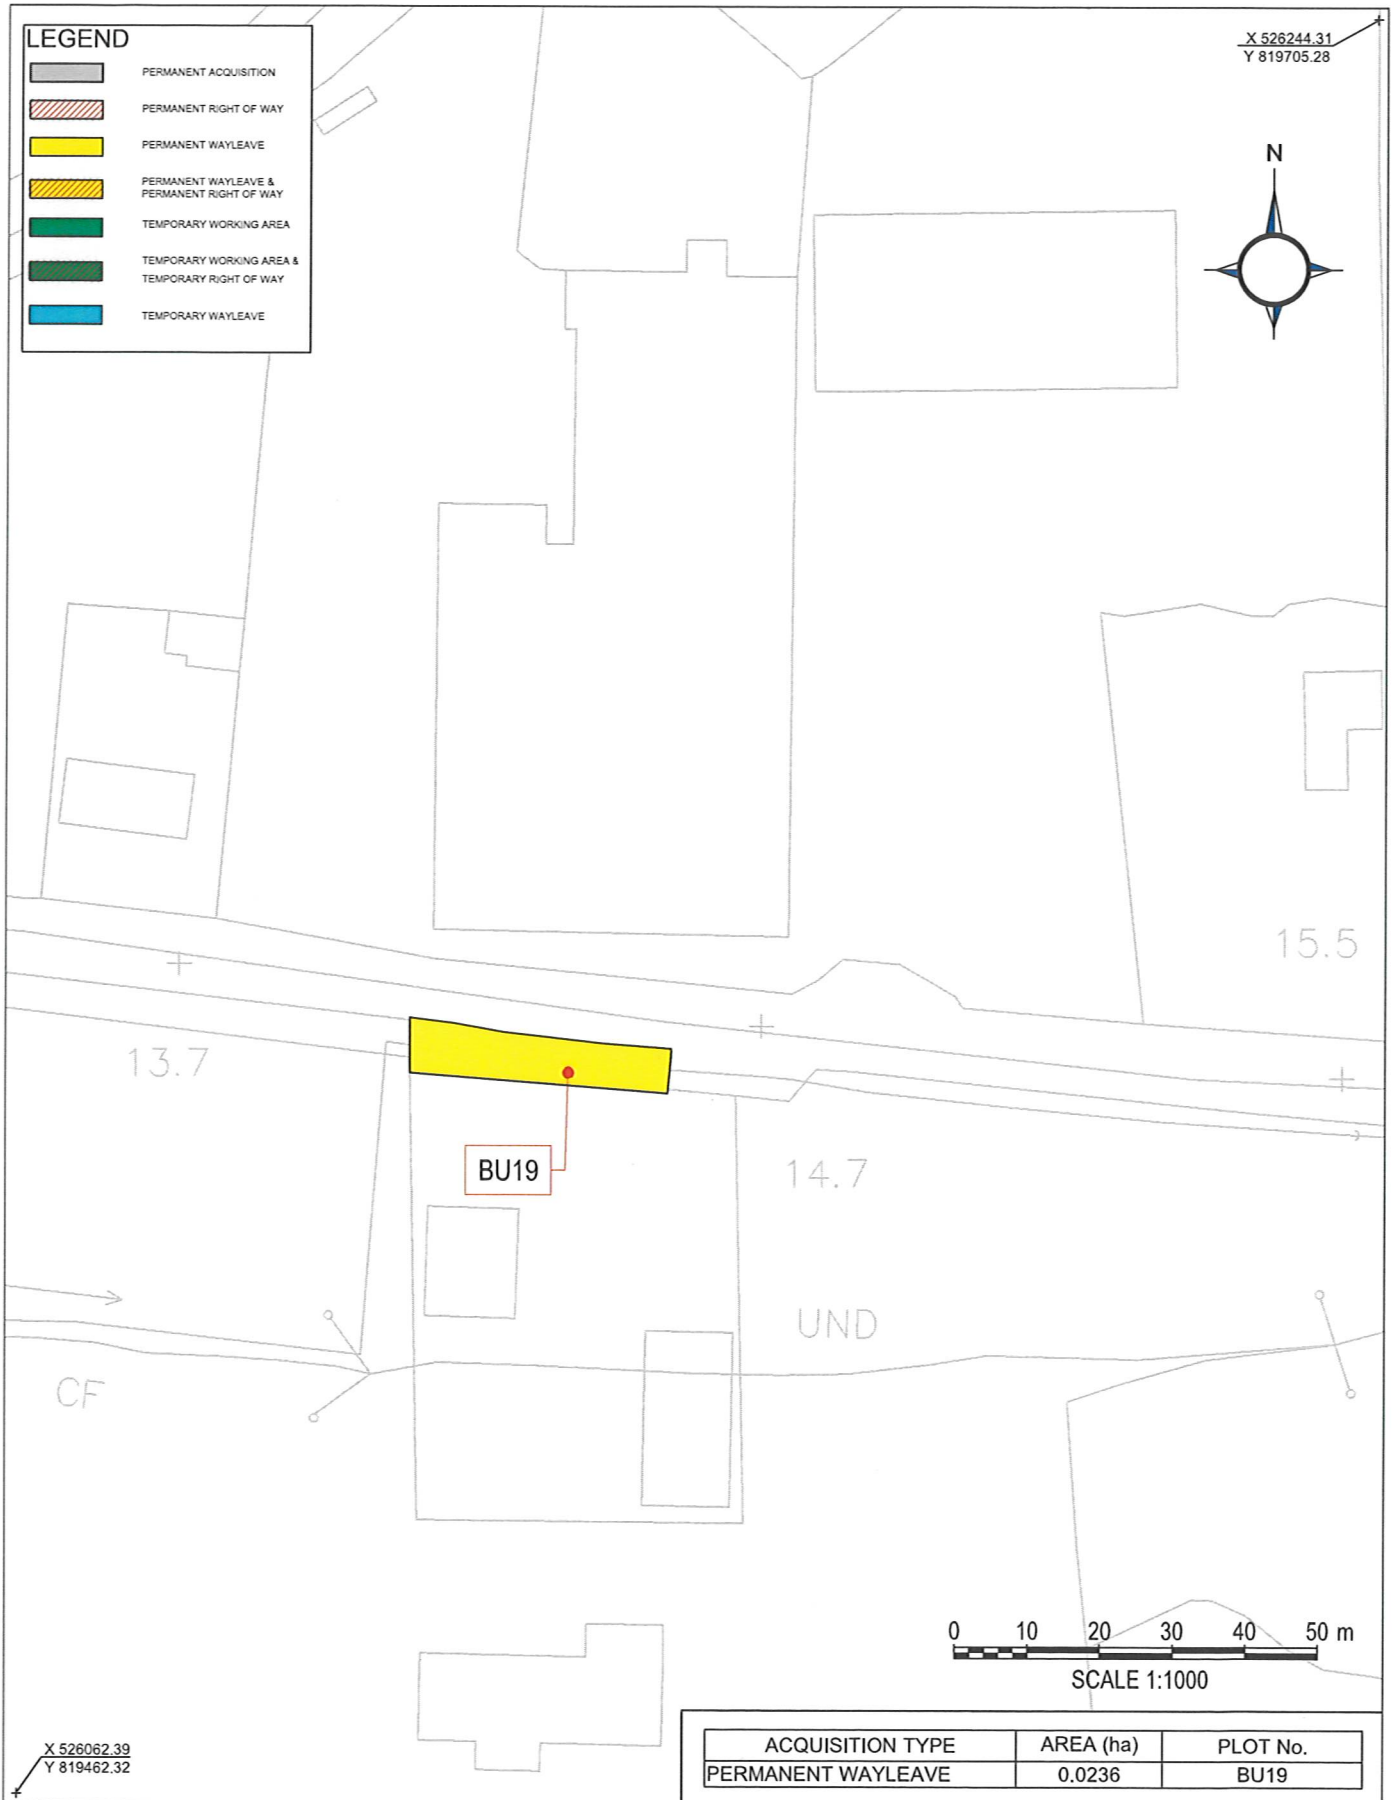 LEGEND
PERMANENT ACQUISITION
PERMANENT RIGHT OF WAY
PERMANENT WAYLEAVE
PERMANENT WAYLEAVE &
PERMANENT RIGHT OF WAY
TEMPORARY WORKING AREA
TEMPORARY WORKING AREA &
TEMPORARY RIGHT OF WAY
TEMPORARY WAYLEAVE
X 526244.31
Y 819705.28
N
15.5
13.7
BU19
14.7
UND
CF
0 10 20 30 40 50 m
SCALE 1:1000
X 526062.39
Y 819462.32
ACQUISITION TYPE AREA (ha) PLOT No.
PERMANENT WAYLEAVE 0.0236 BU19